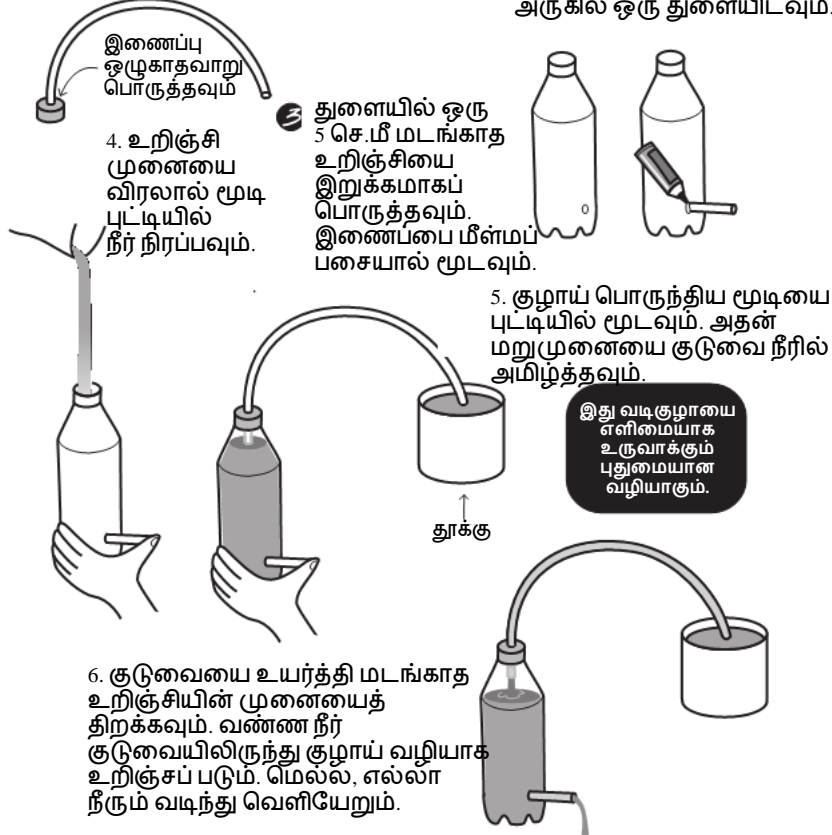 அருகில் ஒரு துளையிடவும்.
இணைப்பு
ஒழுகாதவாறு
பொருத்தவும்
3
துளையில் ஒரு
5 செ.மீ மடங்காத
உறிஞ்சியை
இறுக்கமாகப்
பொருத்தவும்.
இணைப்பை மீள்மப்
பசையால் மூடவும்.
4. உறிஞ்சி
முனையை
விரலால் மூடி
புட்டியில்
நீர் நிரப்பவும்.
5. குழாய் பொருந்திய மூடியை
புட்டியில் மூடவும். அதன்
மறுமுனையை குடுவை நீரில்
அமிழ்த்தவும்.
இது வடிகுழாயை
எளிமையாக
உருவாக்கும்
புதுமையான
வழியாகும்.
தூக்கு
6. குடுவையை உயர்த்தி மடங்காத
உறிஞ்சியின் முனையைத்
திறக்கவும். வண்ண நீர்
குடுவையிலிருந்து குழாய் வழியாக
உறிஞ்சப் படும். மெல்ல, எல்லா
நீரும் வடிந்து வெளியேறும்.